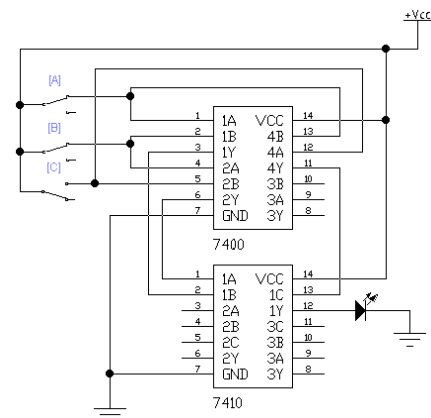 +Vcc
[A]
[B]
[C]
1 1A VCC 14
2 1B 4B 13
3 1Y 4A 12
4 2A 4Y 11
5 2B 3B 10
6 2Y 3A 9
7 GND 3Y 8
7400
1 1A VCC 14
2 1B 1C 13
3 2A 1Y 12
4 2B 3C 11
5 2C 3B 10
6 2Y 3A 9
7 GND 3Y 8
7410